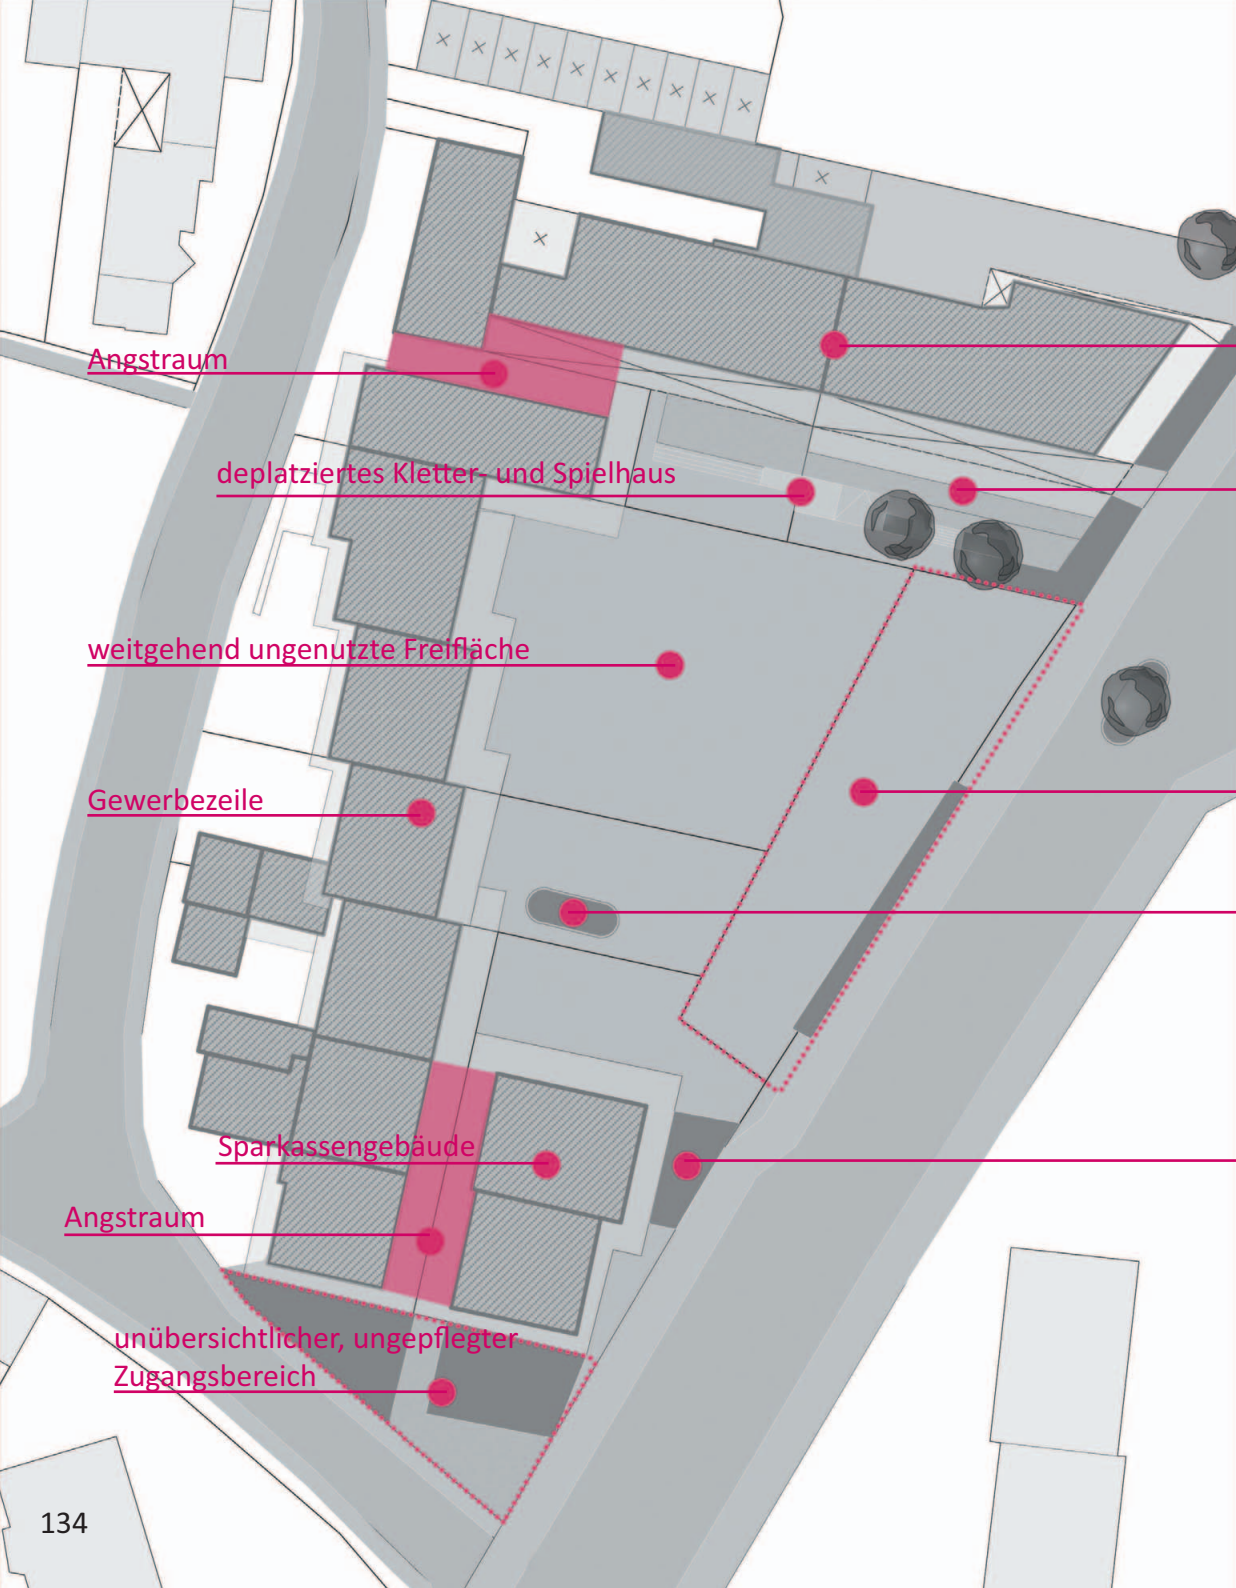 Angstraum
deplatziertes Kletter- und Spielhaus
weitgehend ungenutzte Freifläche
Gewerbezeile
Sparkassengebäude
Angstraum
unübersichtlicher, ungepflegter
Zugangsbereich
134